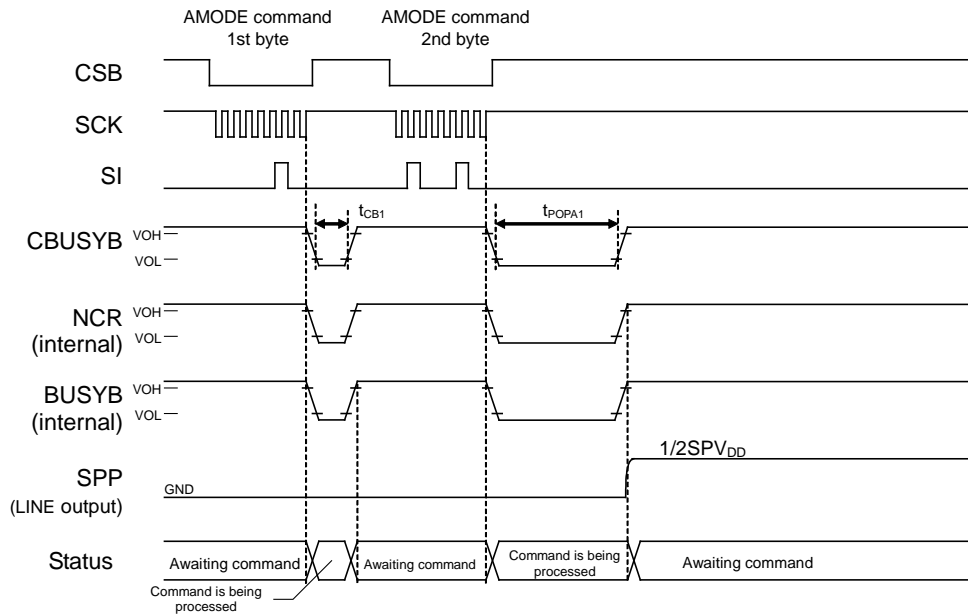 AMODE command
1st byte
AMODE command
2nd byte
CSB
SCK
SI
tCB1
tPOPA1
CBUSYB
VOH
VOL
NCR
(internal)
VOH
VOL
BUSYB
(internal)
VOH
VOL
SPP
(LINE output)
GND
1/2SPVDD
Status
Awaiting command
Command is being
processed
Awaiting command
Command is being
processed
Awaiting command